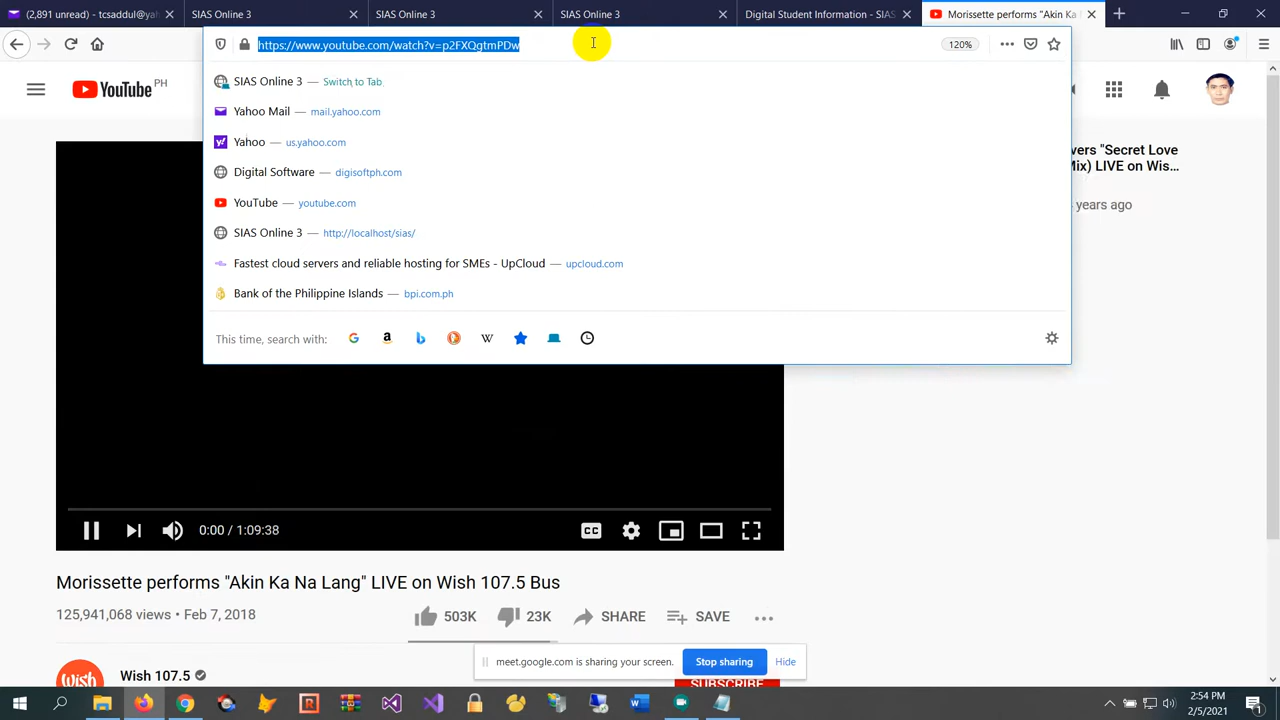 (2,891 unread) - tcsaddul@y
SIAS Online 3
SIAS Online 3
SIAS Online 3
Digital Student Information - SIAS
Morissette performs "Akin Ka
https://www.youtube.com/watch?v=p2FXQgtmPDw
120%
YouTube PH
SIAS Online 3 — Switch to Tab
Yahoo Mail — mail.yahoo.com
Yahoo — us.yahoo.com
Digital Software — digisoftph.com
YouTube — youtube.com
SIAS Online 3 — http://localhost/sias/
Fastest cloud servers and reliable hosting for SMEs - UpCloud — upcloud.com
Bank of the Philippine Islands — bpi.com.ph
This time, search with:
vers "Secret Love
Mix) LIVE on Wis...
years ago
0:00 / 1:09:38
CC
Morissette performs "Akin Ka Na Lang" LIVE on Wish 107.5 Bus
125,941,068 views • Feb 7, 2018
503K
23K
SHARE
SAVE
meet.google.com is sharing your screen.
Stop sharing
Hide
Wish
Wish 107.5
SUBSCRIBE
2:54 PM
2/5/2021